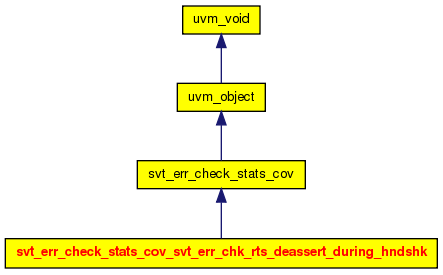 uvm_void
uvm_object
svt_err_check_stats_cov
svt_err_check_stats_cov_svt_err_chk_rts_deassert_during_hndshk